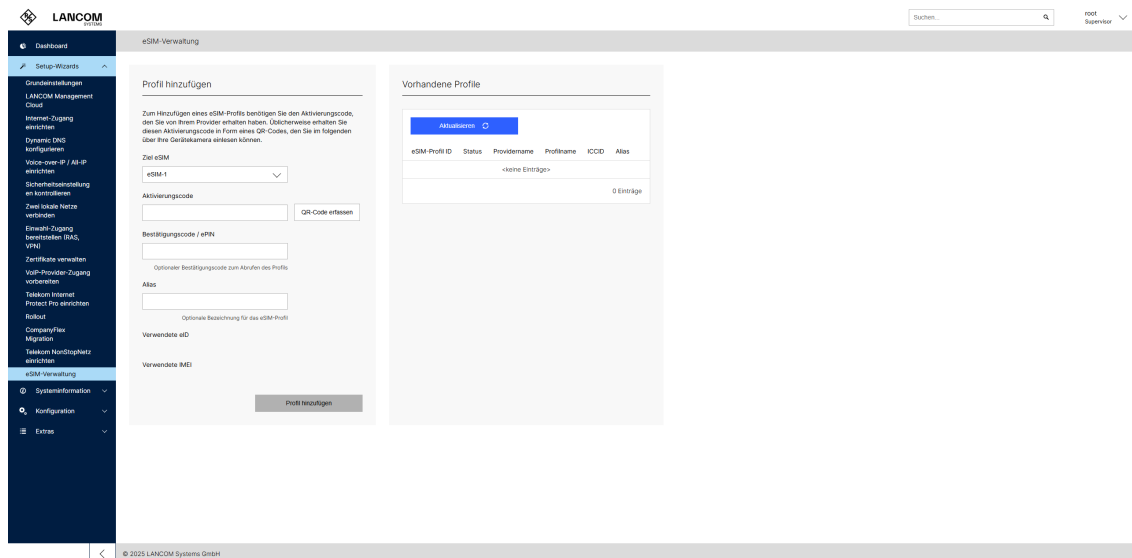 LANCOM
SYSTEMS
Suchen...
root
Supervisor
Dashboard
Setup-Wizards
Grundeinstellungen
LANCOM Management
Cloud
Internet-Zugang
einrichten
Dynamic DNS
konfigurieren
Voice-over-IP / All-IP
einrichten
Sicherheitseinstellung
en kontrollieren
Zwei lokale Netze
verbinden
Einwahl-Zugang
bereitstellen (RAS,
VPN)
Zertifikate verwalten
VoIP-Provider-Zugang
vorbereiten
Telekom Internet
Protect Pro einrichten
Rollout
CompanyFlex
Migration
Telekom NonStopNetz
einrichten
eSIM-Verwaltung
Systeminformation
Konfiguration
Extras
eSIM-Verwaltung
Profil hinzufügen
Zum Hinzufügen eines eSIM-Profils benötigen Sie den Aktivierungscode,
den Sie von Ihrem Provider erhalten haben. Üblicherweise erhalten Sie
diesen Aktivierungscode in Form eines QR-Codes, den Sie im folgenden
über Ihre Gerätekamera einlesen können.
Ziel eSIM
eSIM-1
Aktivierungscode
QR-Code erfassen
Bestätigungscode / ePIN
Optionaler Bestätigungscode zum Abrufen des Profils
Alias
Optionale Bezeichnung für das eSIM-Profil
Verwendete eID
Verwendete IMEI
Profil hinzufügen
Vorhandene Profile
Aktualisieren
eSIM-Profil ID Status Providername Profilname ICCID Alias
<keine Einträge>
0 Einträge
© 2025 LANCOM Systems GmbH